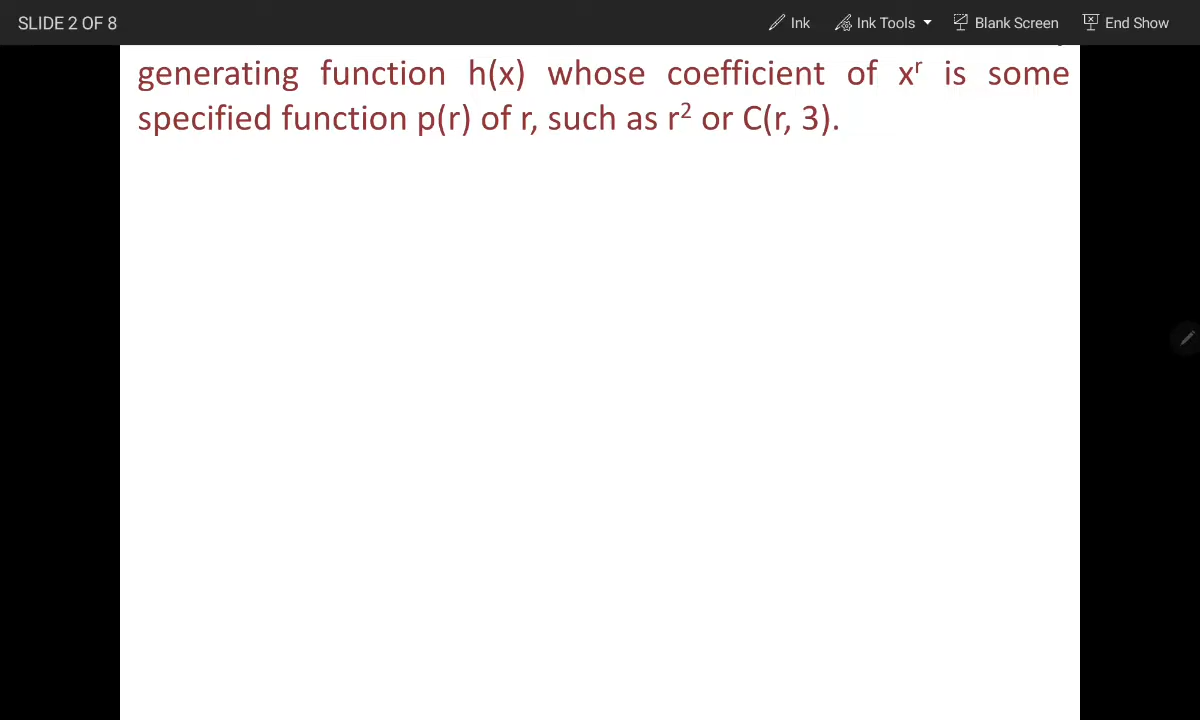 SLIDE 2 OF 8
Ink
Ink Tools
Blank Screen
End Show
generating function h(x) whose coefficient of xʳ is some
specified function p(r) of r, such as r² or C(r, 3).